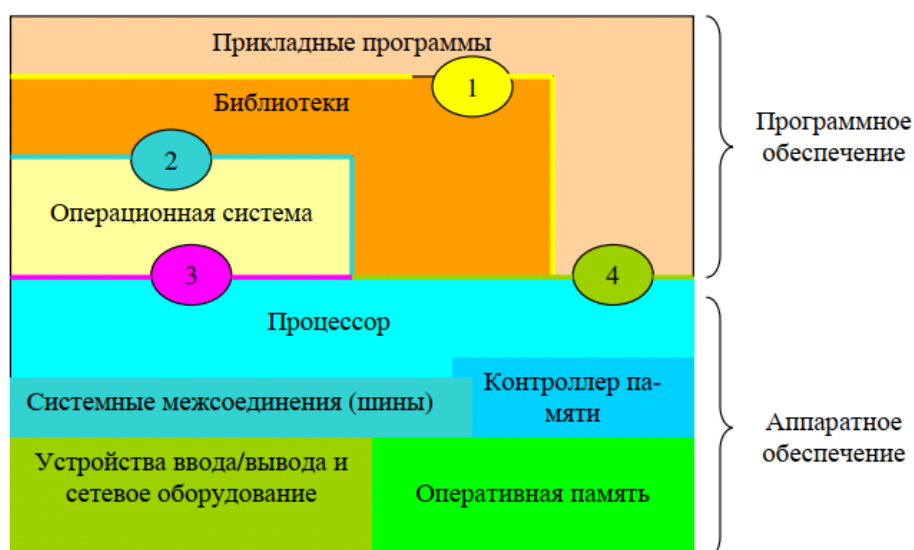 Прикладные программы
1
Библиотеки
Программное
обеспечение
2
Операционная система
3
4
Процессор
Контроллер па-
мяти
Системные межсоединения (шины)
Аппаратное
обеспечение
Устройства ввода/вывода и
сетевое оборудование
Оперативная память